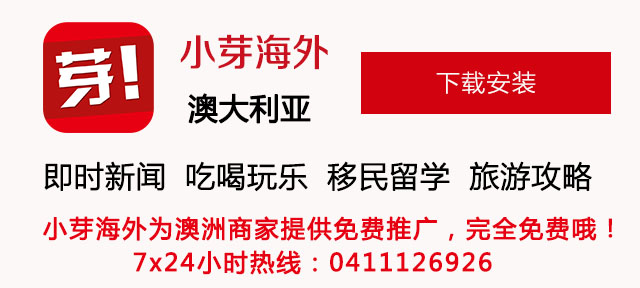 芽!
小芽海外
澳大利亚
下载安装
即时新闻 吃喝玩乐 移民留学 旅游攻略
小芽海外为澳洲商家提供免费推广，完全免费哦！
7x24小时热线：0411126926